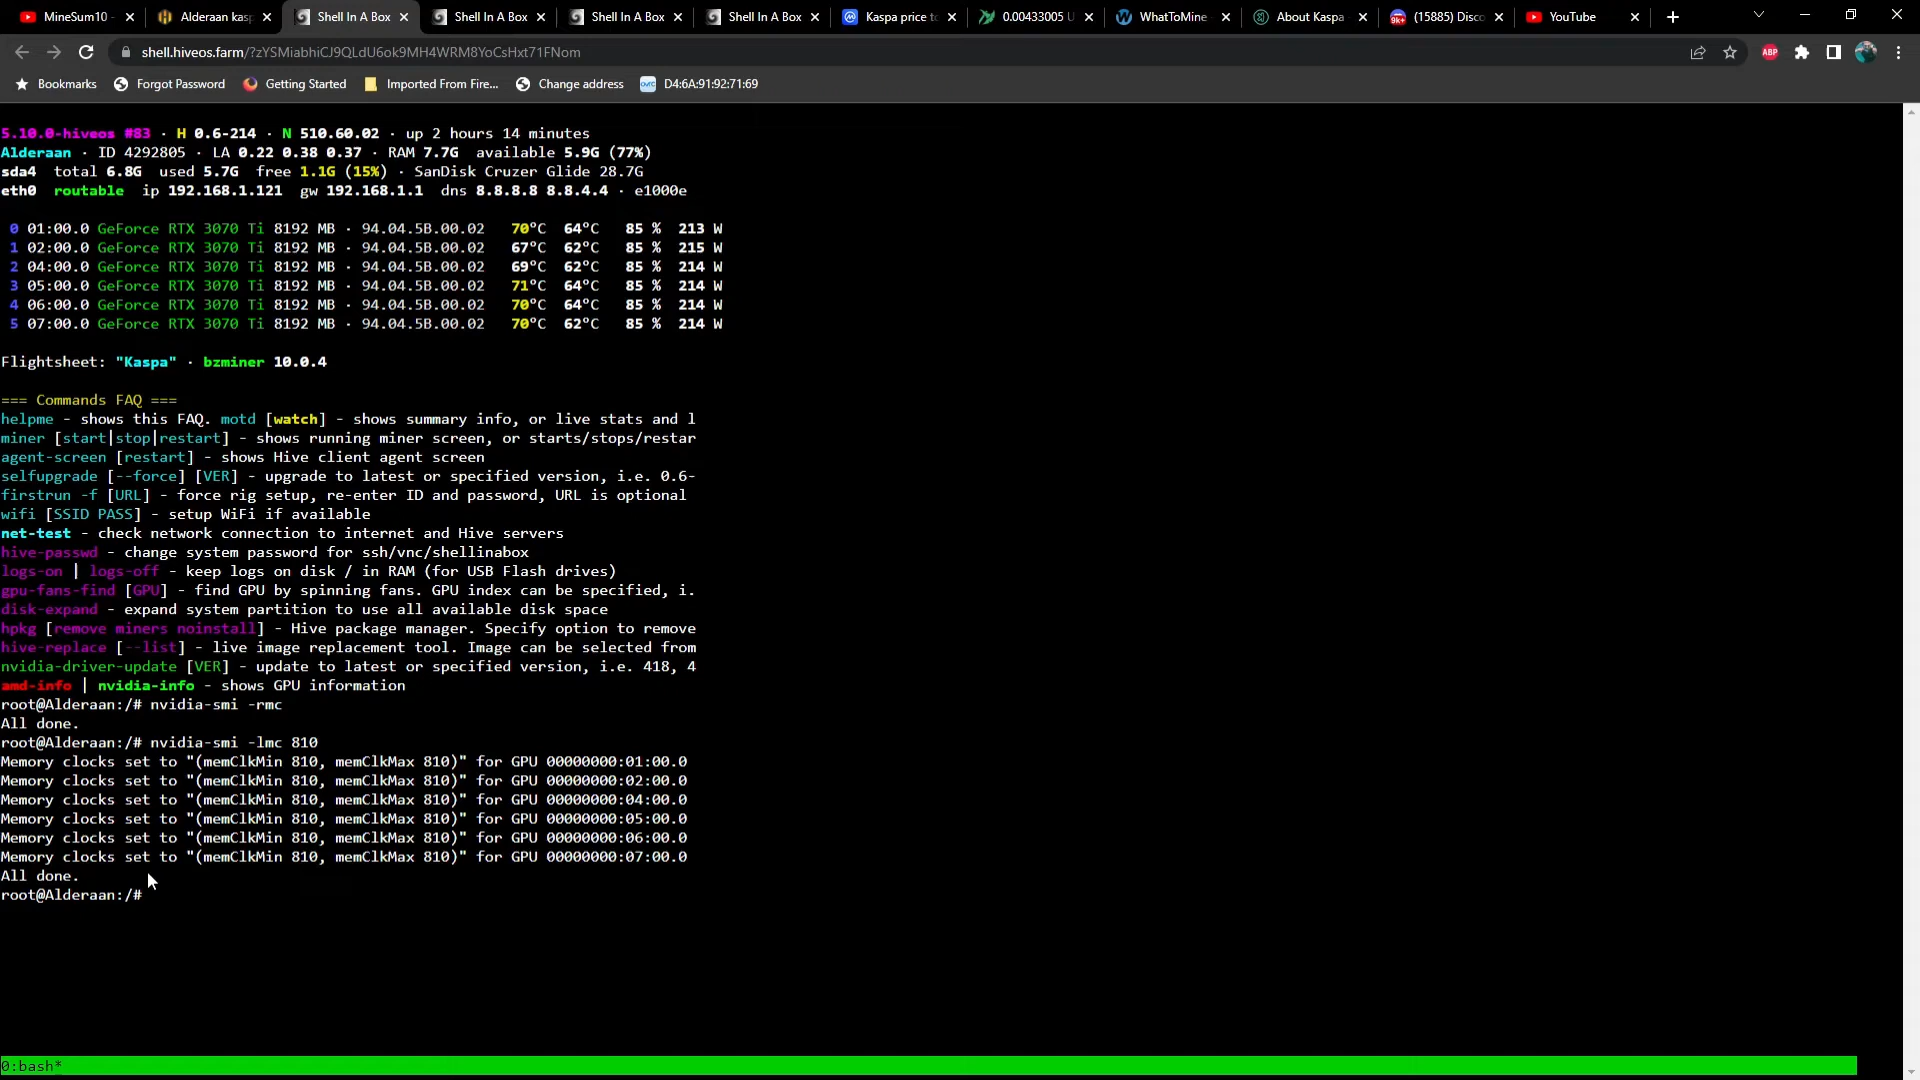 MineSum10 -
Alderaan kasp
Shell In A Box
Shell In A Box
Shell In A Box
Shell In A Box
Kaspa price to
0.00433005 U
WhatToMine -
About Kaspa
(15885) Disco
YouTube
shell.hiveos.farm/?zYSMiabhiCJ9QLdU6ok9MH4WRM8YoCsHxt71FNom
ABP
Bookmarks
Forgot Password
Getting Started
Imported From Fire...
Change address
D4:6A:91:92:71:69
5.10.0-hiveos #83 · H 0.6-214 · N 510.60.02 · up 2 hours 14 minutes
Alderaan · ID 4292805 · LA 0.22 0.38 0.37 · RAM 7.7G available 5.9G (77%)
sda4 total 6.8G used 5.7G free 1.1G (15%) · SanDisk Cruzer Glide 28.7G
eth0 routable ip 192.168.1.121 gw 192.168.1.1 dns 8.8.8.8 8.8.4.4 · e1000e
0 01:00.0 GeForce RTX 3070 Ti 8192 MB · 94.04.5B.00.02 70°C 64°C 85 % 213 W
1 02:00.0 GeForce RTX 3070 Ti 8192 MB · 94.04.5B.00.02 67°C 62°C 85 % 215 W
2 04:00.0 GeForce RTX 3070 Ti 8192 MB · 94.04.5B.00.02 69°C 62°C 85 % 214 W
3 05:00.0 GeForce RTX 3070 Ti 8192 MB · 94.04.5B.00.02 71°C 64°C 85 % 214 W
4 06:00.0 GeForce RTX 3070 Ti 8192 MB · 94.04.5B.00.02 70°C 64°C 85 % 214 W
5 07:00.0 GeForce RTX 3070 Ti 8192 MB · 94.04.5B.00.02 70°C 62°C 85 % 214 W
Flightsheet: "Kaspa" · bzminer 10.0.4
=== Commands FAQ ===
helpme - shows this FAQ. motd [watch] - shows summary info, or live stats and l
miner [start|stop|restart] - shows running miner screen, or starts/stops/restar
agent-screen [restart] - shows Hive client agent screen
selfupgrade [--force] [VER] - upgrade to latest or specified version, i.e. 0.6-
firstrun -f [URL] - force rig setup, re-enter ID and password, URL is optional
wifi [SSID PASS] - setup WiFi if available
net-test - check network connection to internet and Hive servers
hive-passwd - change system password for ssh/vnc/shellinabox
logs-on | logs-off - keep logs on disk / in RAM (for USB Flash drives)
gpu-fans-find [GPU] - find GPU by spinning fans. GPU index can be specified, i.
disk-expand - expand system partition to use all available disk space
hpkg [remove miners noinstall] - Hive package manager. Specify option to remove
hive-replace [--list] - live image replacement tool. Image can be selected from
nvidia-driver-update [VER] - update to latest or specified version, i.e. 418, 4
amd-info | nvidia-info - shows GPU information
root@Alderaan:/# nvidia-smi -rmc
All done.
root@Alderaan:/# nvidia-smi -lmc 810
Memory clocks set to "(memClkMin 810, memClkMax 810)" for GPU 00000000:01:00.0
Memory clocks set to "(memClkMin 810, memClkMax 810)" for GPU 00000000:02:00.0
Memory clocks set to "(memClkMin 810, memClkMax 810)" for GPU 00000000:04:00.0
Memory clocks set to "(memClkMin 810, memClkMax 810)" for GPU 00000000:05:00.0
Memory clocks set to "(memClkMin 810, memClkMax 810)" for GPU 00000000:06:00.0
Memory clocks set to "(memClkMin 810, memClkMax 810)" for GPU 00000000:07:00.0
All done.
root@Alderaan:/#
0:bash*